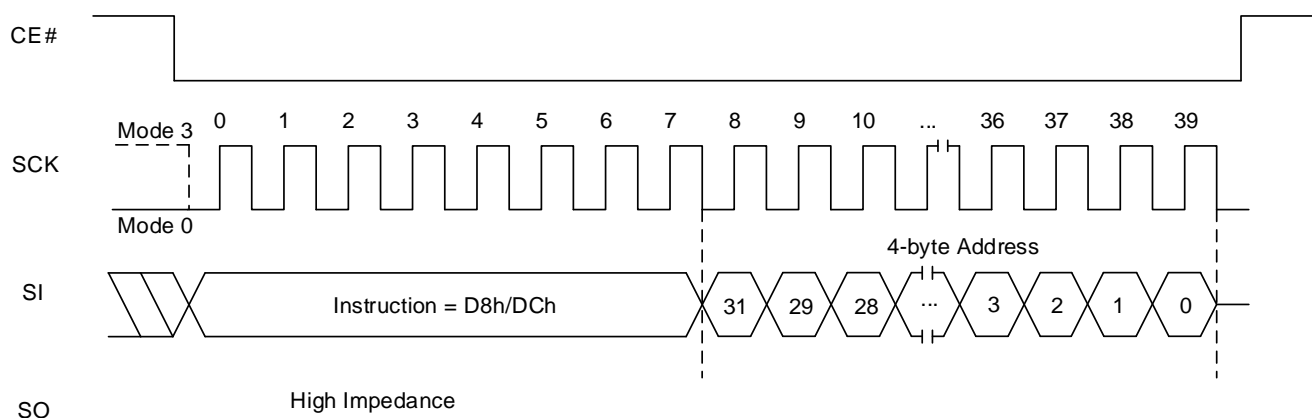 CE#
0 1 2 3 4 5 6 7 8 9 10 ... 36 37 38 39
Mode 3
SCK
Mode 0
4-byte Address
SI
Instruction = D8h/DCh 31 29 28 ... 3 2 1 0
High Impedance
SO